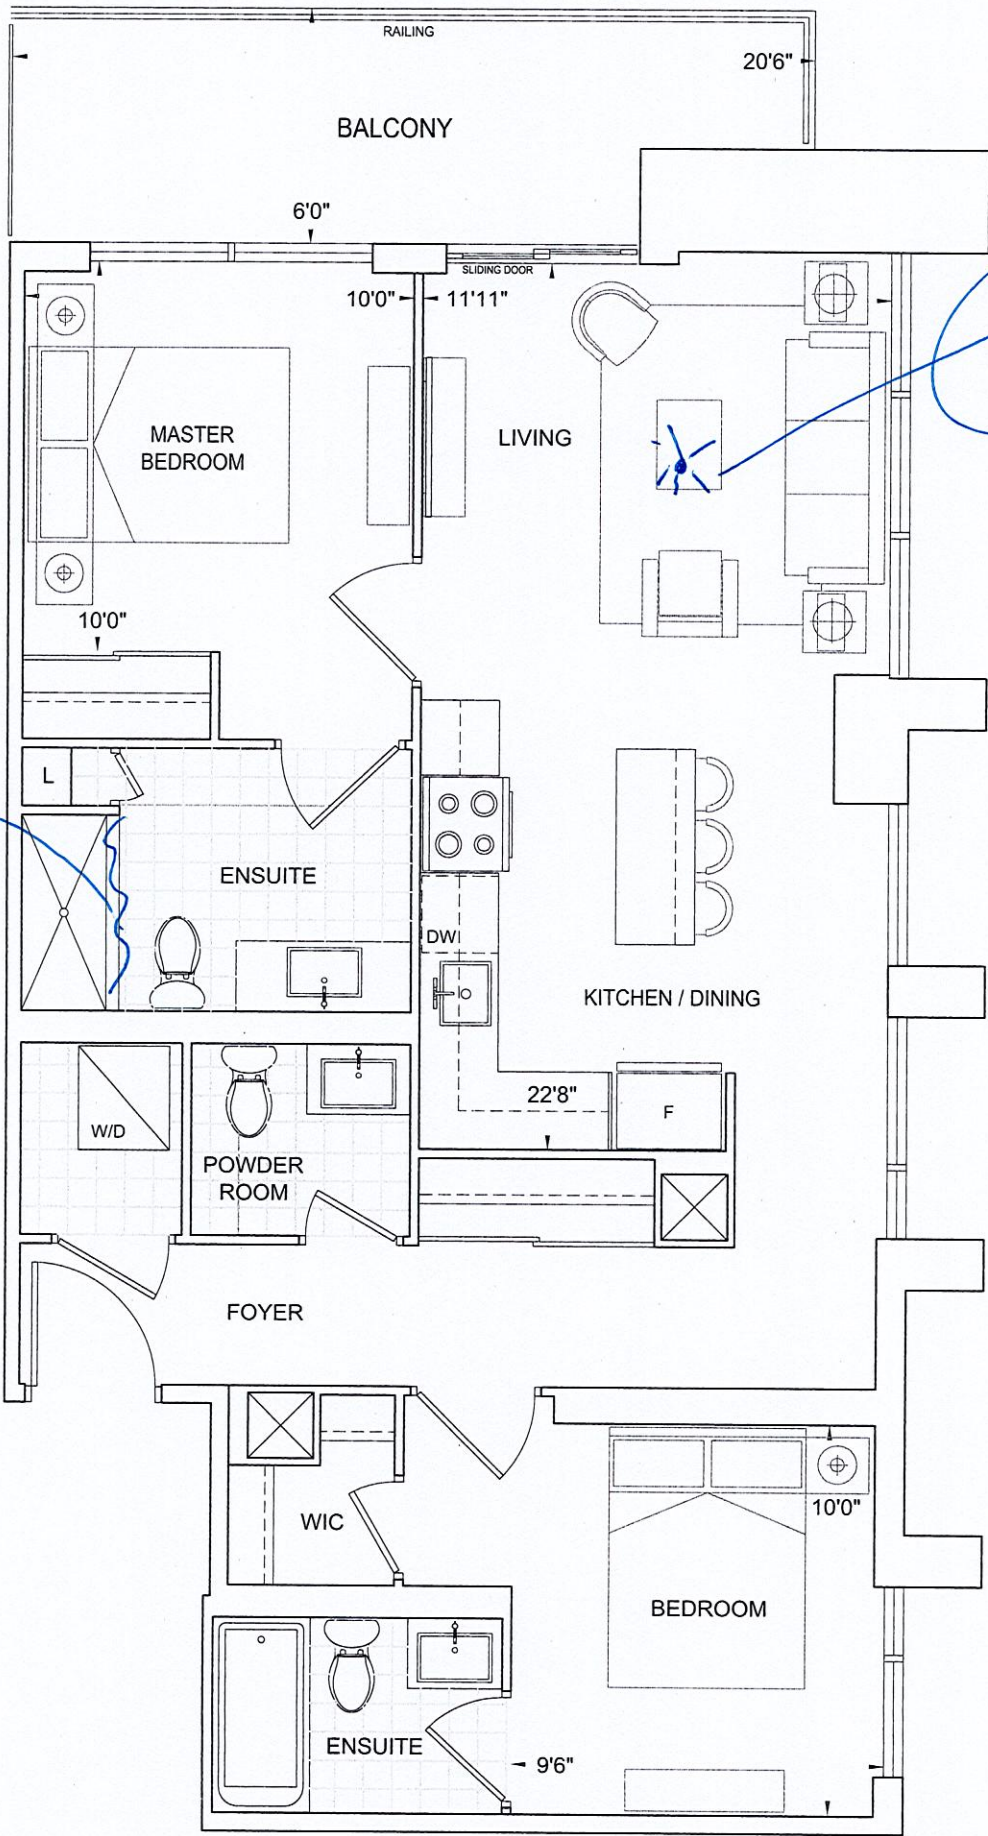 RAILING
20'6"
BALCONY
6'0"
SLIDING DOOR
10'0"
11'11"
MASTER
BEDROOM
LIVING
10'0"
L
ENSUITE
DW
KITCHEN / DINING
22'8"
F
W/D
POWDER
ROOM
FOYER
WIC
10'0"
BEDROOM
ENSUITE
9'6"